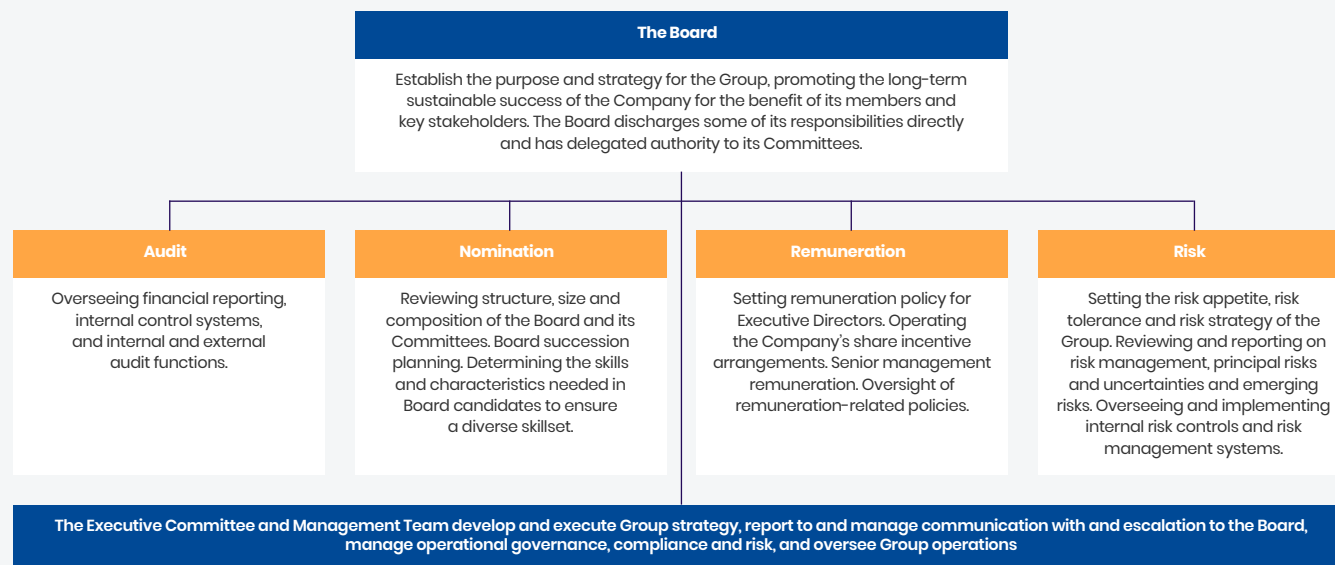 The Board
Establish the purpose and strategy for the Group, promoting the long-term
sustainable success of the Company for the benefit of its members and
key stakeholders. The Board discharges some of its responsibilities directly
and has delegated authority to its Committees.
Audit
Overseeing financial reporting,
internal control systems,
and internal and external
audit functions.
Nomination
Reviewing structure, size and
composition of the Board and its
Committees. Board succession
planning. Determining the skills
and characteristics needed in
Board candidates to ensure
a diverse skillset.
Remuneration
Setting remuneration policy for
Executive Directors. Operating
the Company's share incentive
arrangements. Senior management
remuneration. Oversight of
remuneration-related policies.
Risk
Setting the risk appetite, risk
tolerance and risk strategy of the
Group. Reviewing and reporting on
risk management, principal risks
and uncertainties and emerging
risks. Overseeing and implementing
internal risk controls and risk
management systems.
The Executive Committee and Management Team develop and execute Group strategy, report to and manage communication with and escalation to the Board,
manage operational governance, compliance and risk, and oversee Group operations